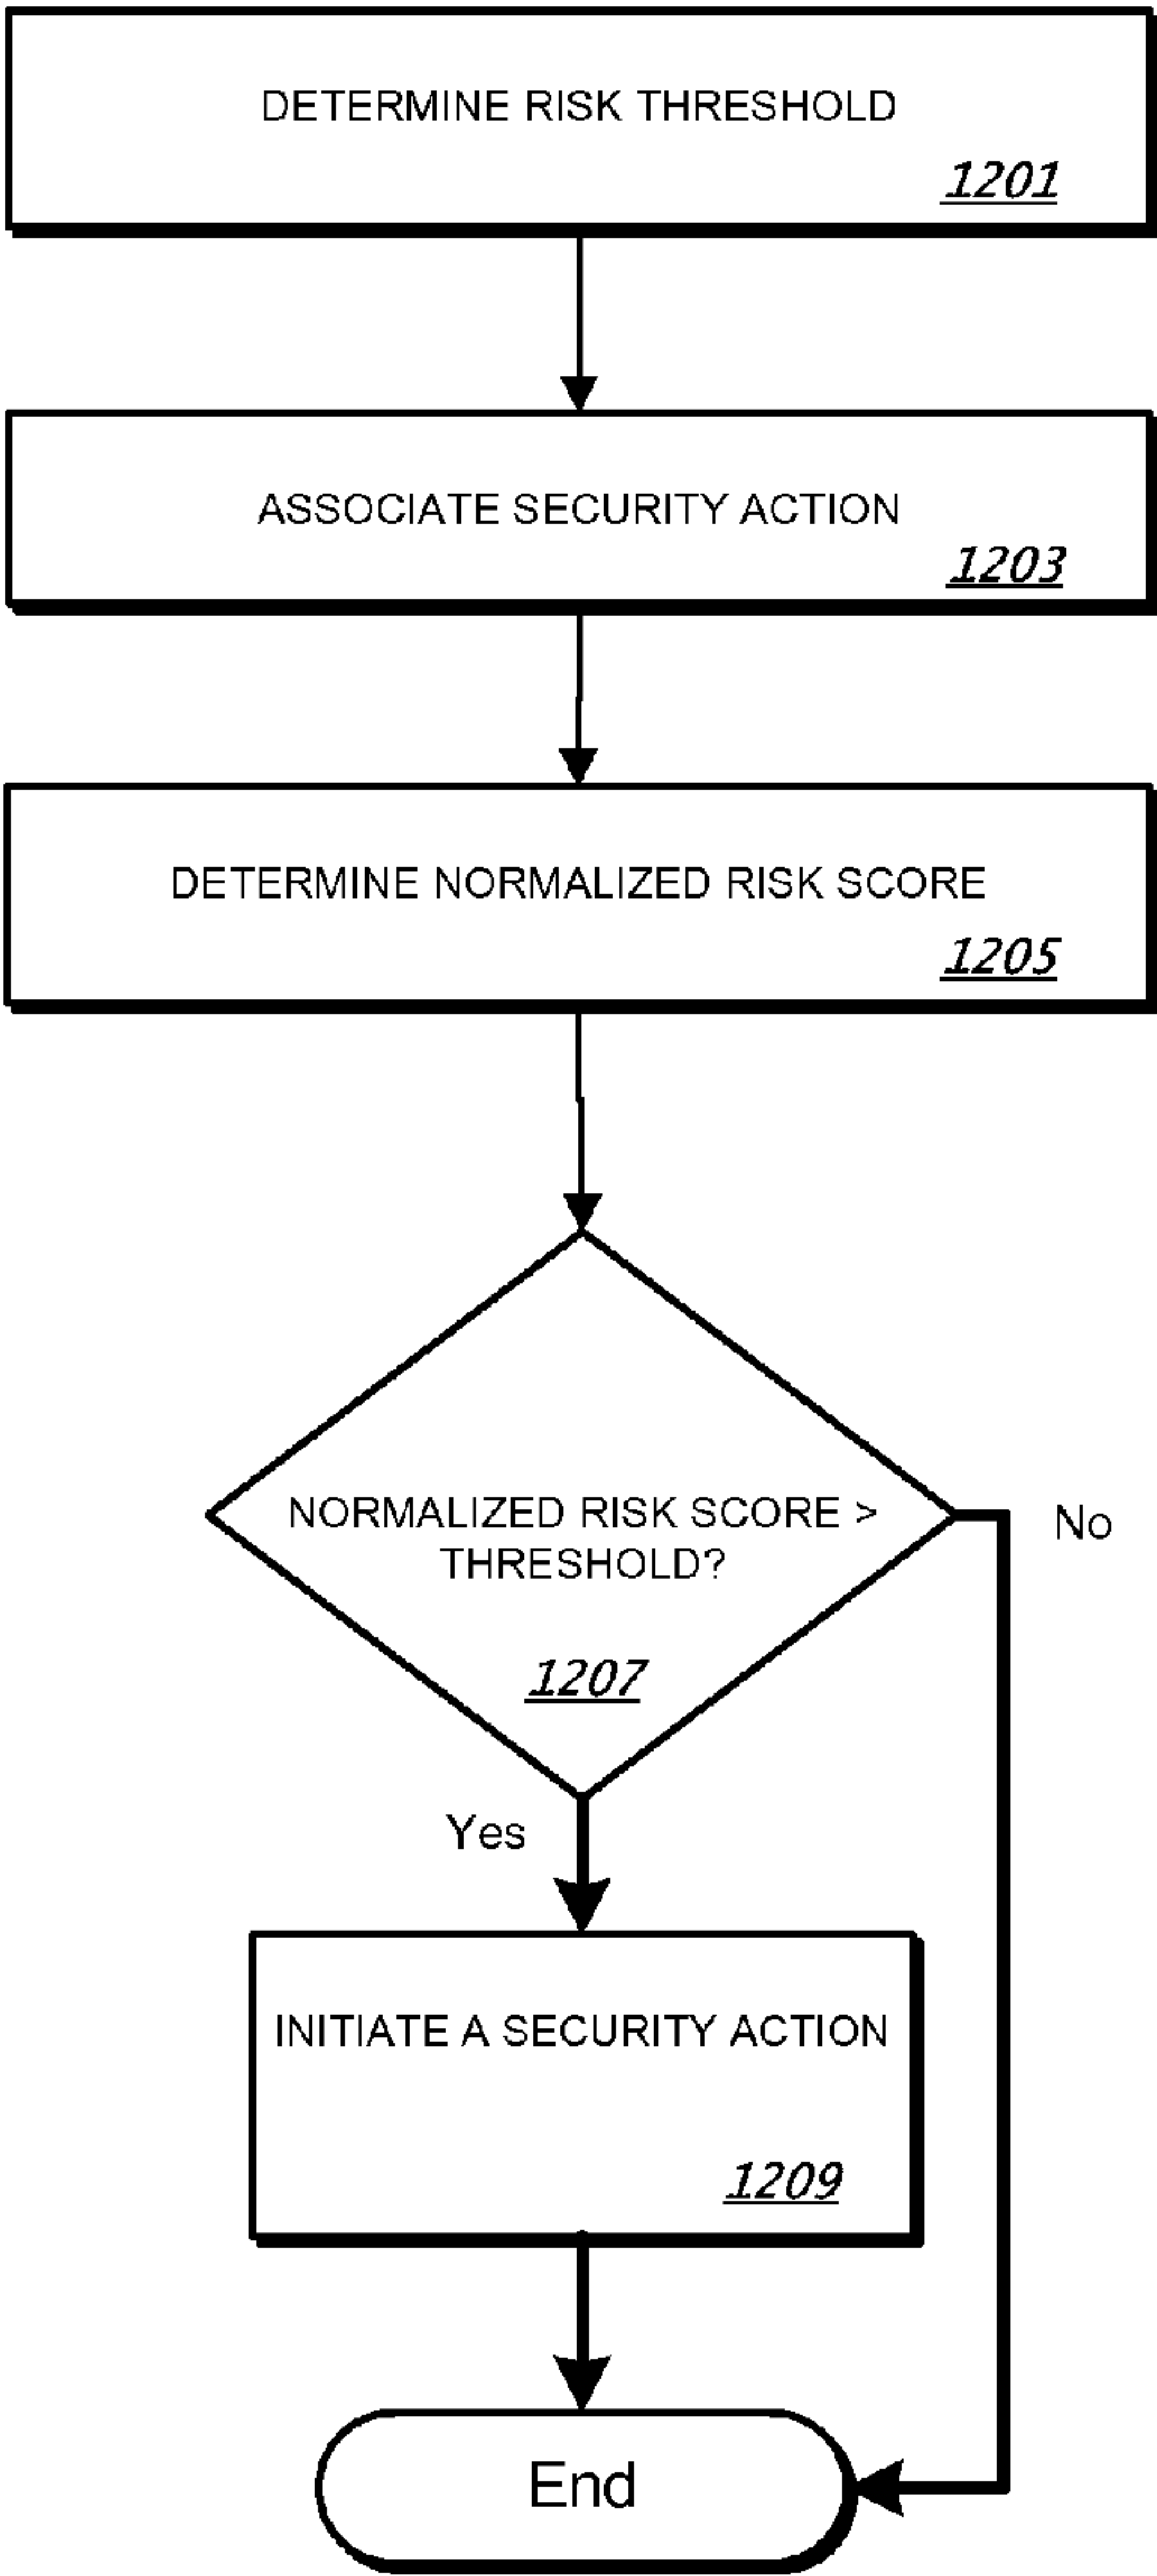 DETERMINE RISK THRESHOLD
1201
ASSOCIATE SECURITY ACTION
1203
DETERMINE NORMALIZED RISK SCORE
1205
NORMALIZED RISK SCORE >
THRESHOLD?
No
1207
Yes
INITIATE A SECURITY ACTION
1209
End